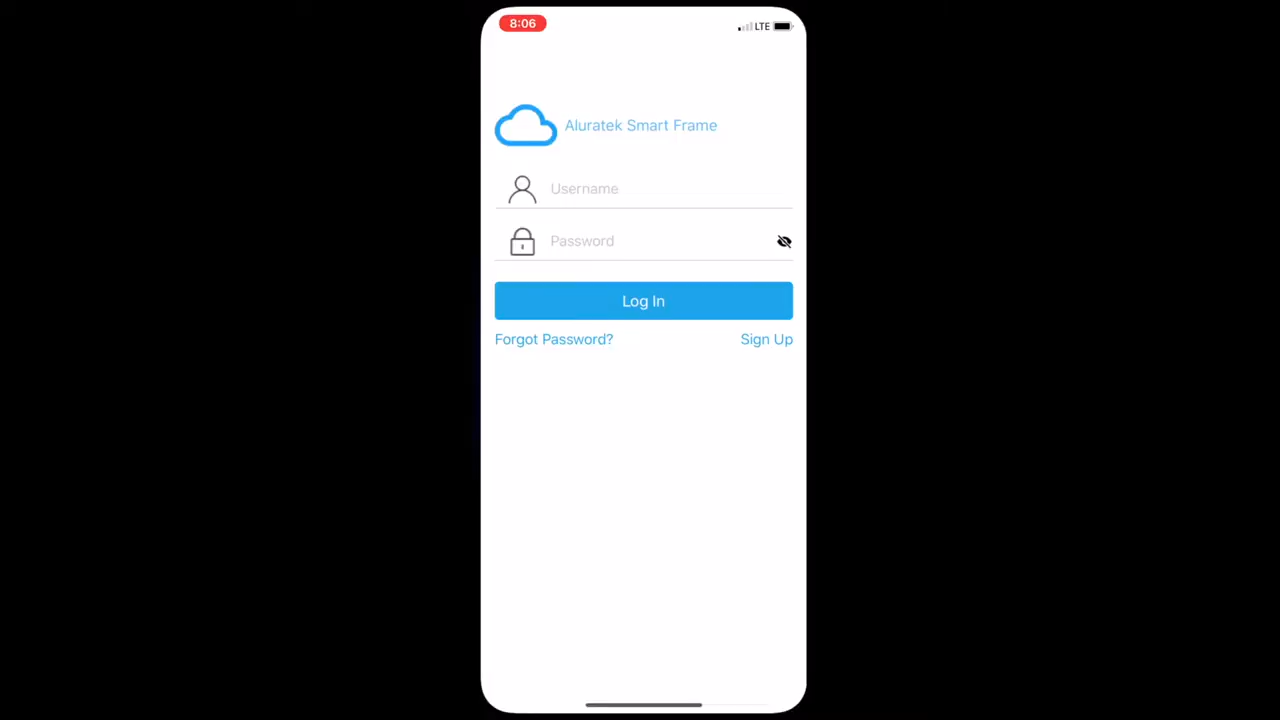 8:06
LTE
Aluratek Smart Frame
Username
Password
Log In
Forgot Password?
Sign Up